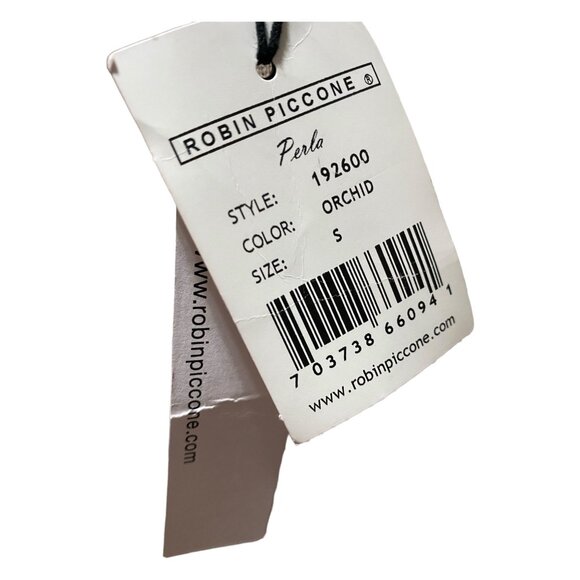 ROBIN PICCONE ®
Perla
STYLE: 192600
COLOR: ORCHID
SIZE: S
7 03738 66094 1
www.robinpiccone.com
www.robinpiccone.com